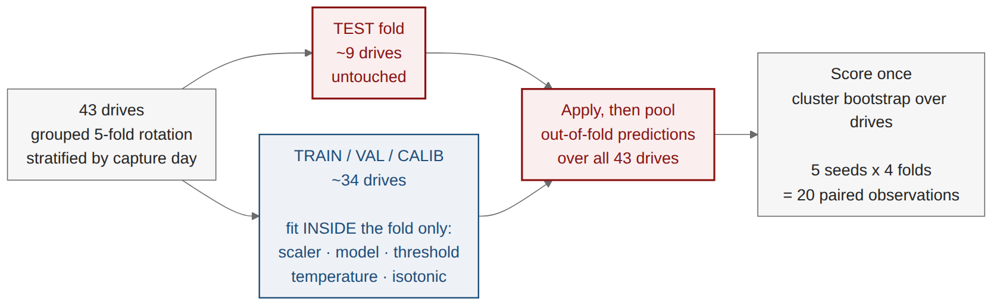 43 drives
grouped 5-fold rotation
stratified by capture day
TEST fold
~9 drives
untouched
TRAIN / VAL / CALIB
~34 drives
fit INSIDE the fold only:
scaler · model · threshold
temperature · isotonic
Apply, then pool
out-of-fold predictions
over all 43 drives
Score once
cluster bootstrap over
drives
5 seeds x 4 folds
= 20 paired observations